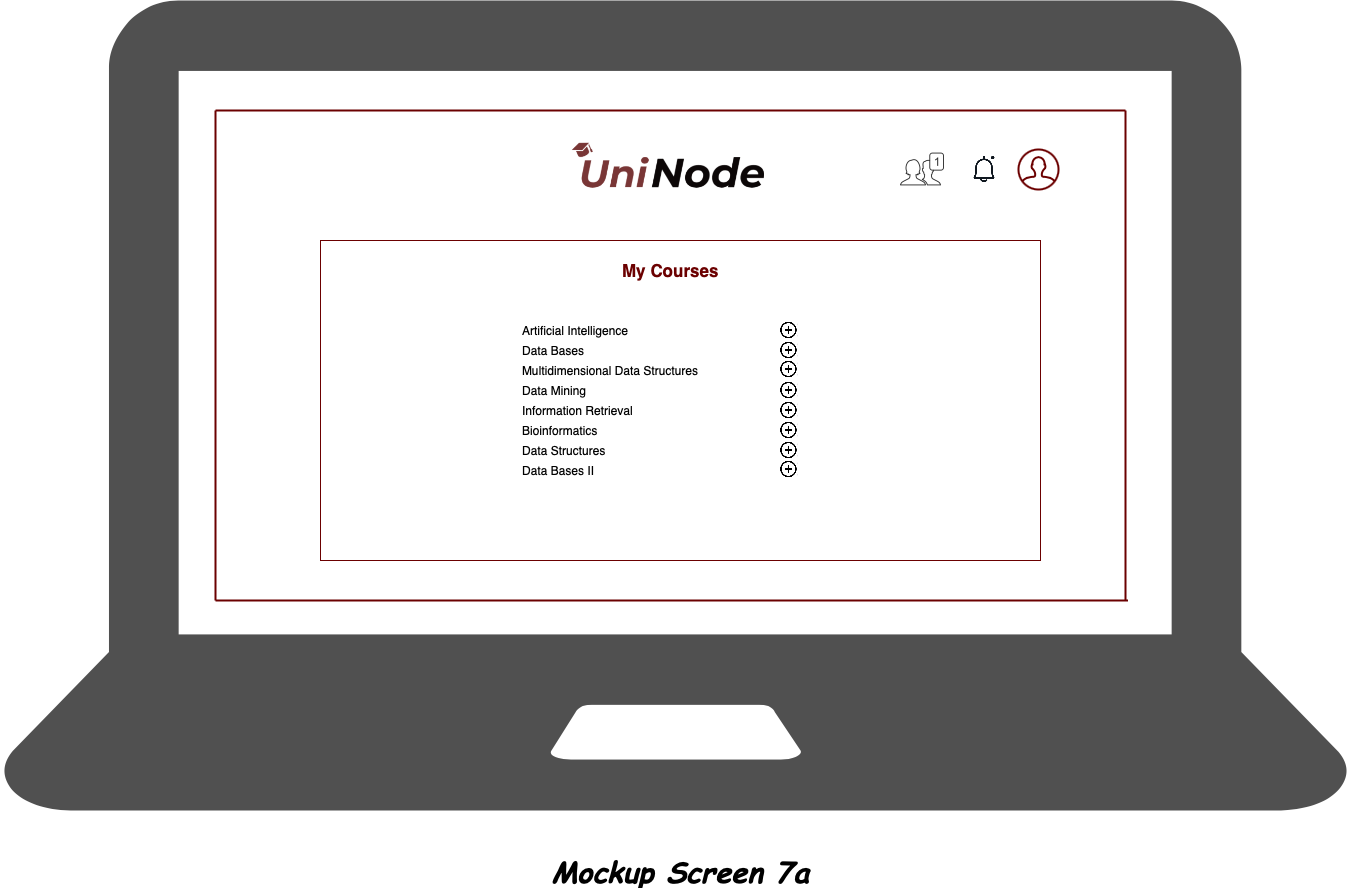 UniNode
1
My Courses
Artificial Intelligence
Data Bases
Multidimensional Data Structures
Data Mining
Information Retrieval
Bioinformatics
Data Structures
Data Bases II
Mockup Screen 7a